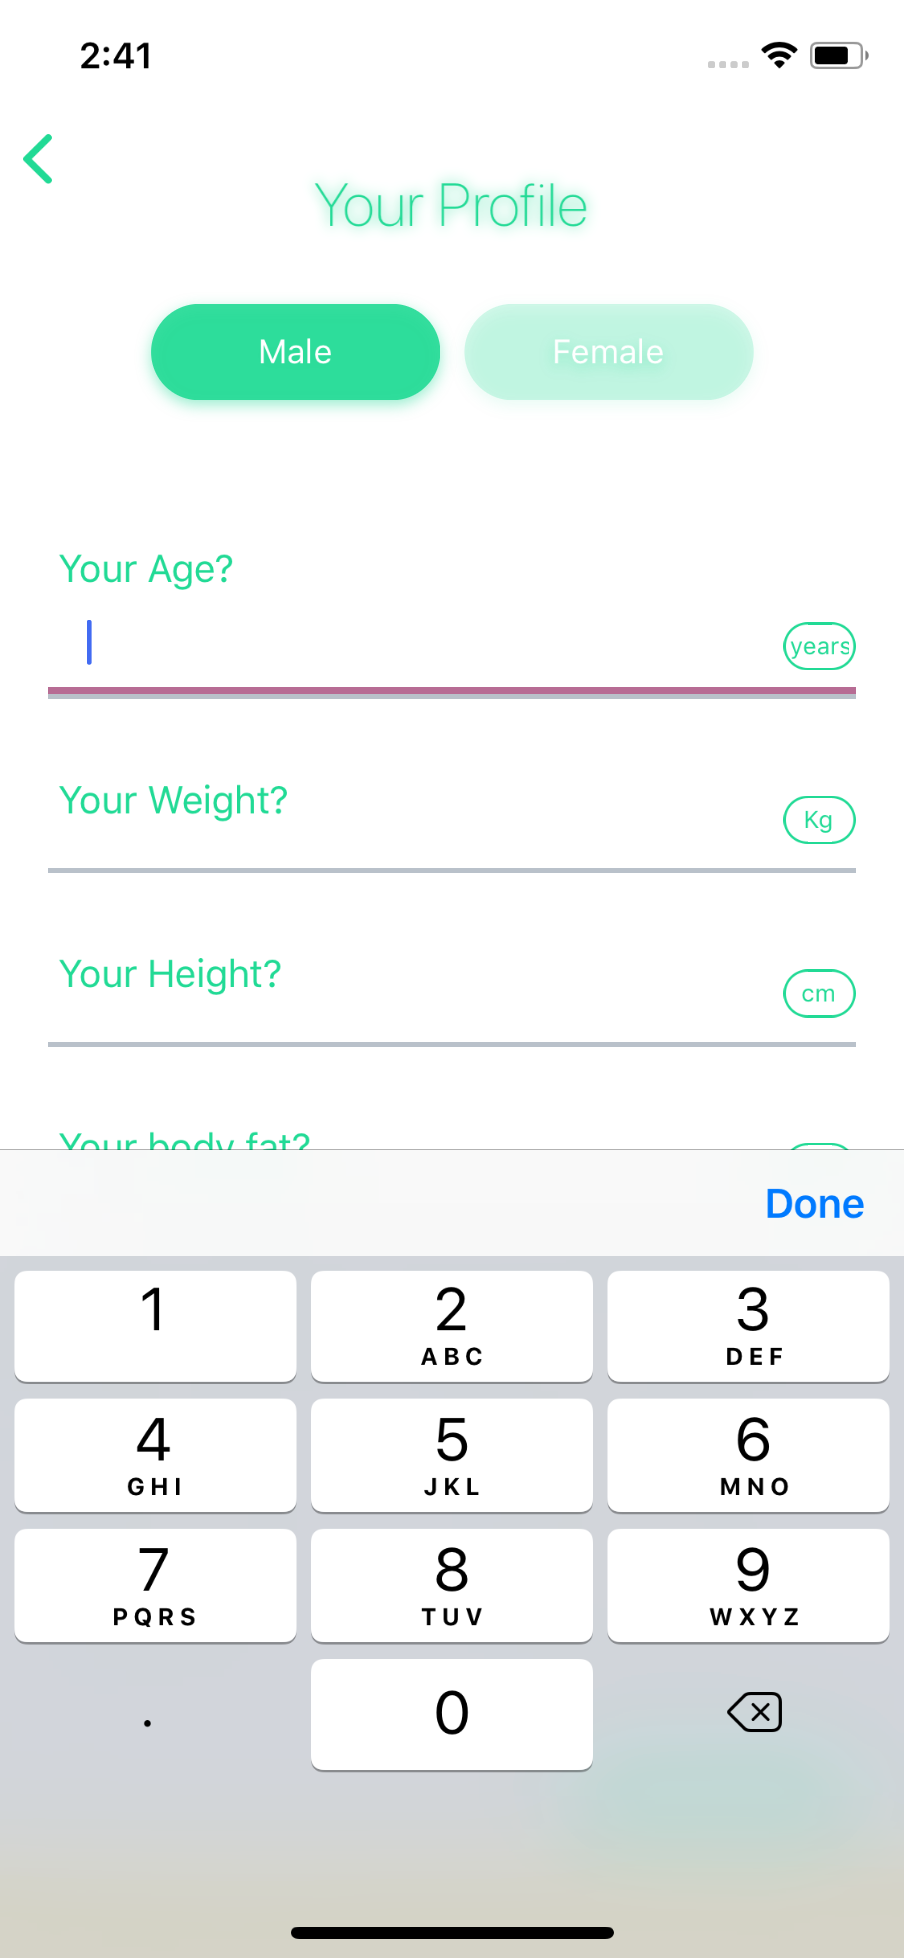 2:41
Your Profile
Male Female
Your Age?
years
Your Weight?
Kg
Your Height?
cm
Your body fat?
Done
1 2 3
ABC DEF
4 5 6
GHI JKL MNO
7 8 9
PQRS TUV WXYZ
. 0